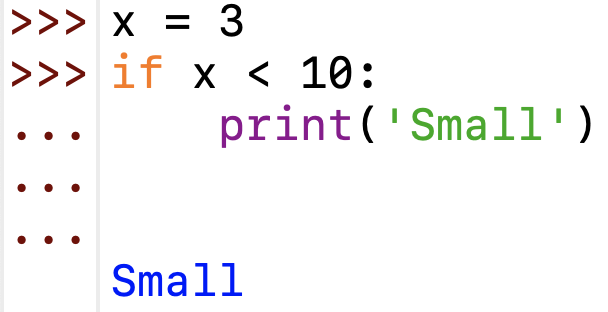 >>> x = 3
>>> if x < 10:
...     print('Small')
...
...
Small